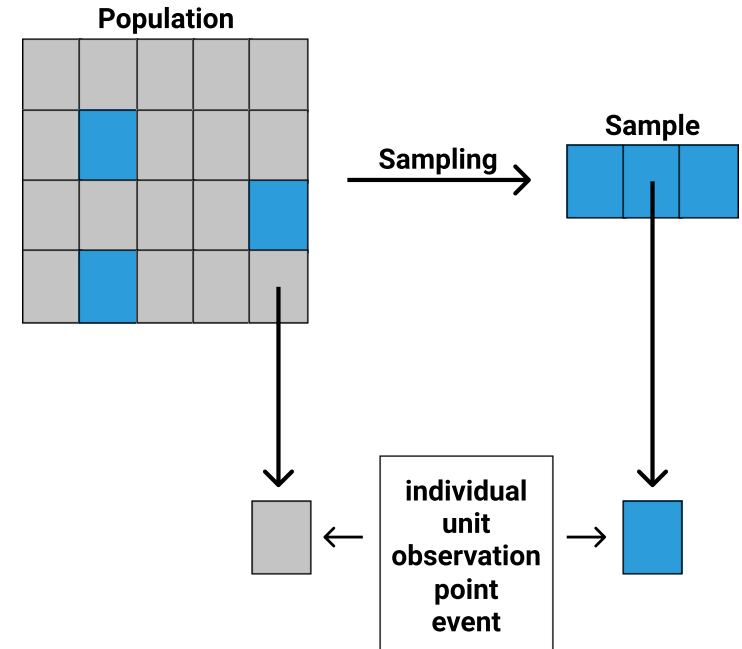 Population
Sampling
Sample
individual
unit
observation
point
event